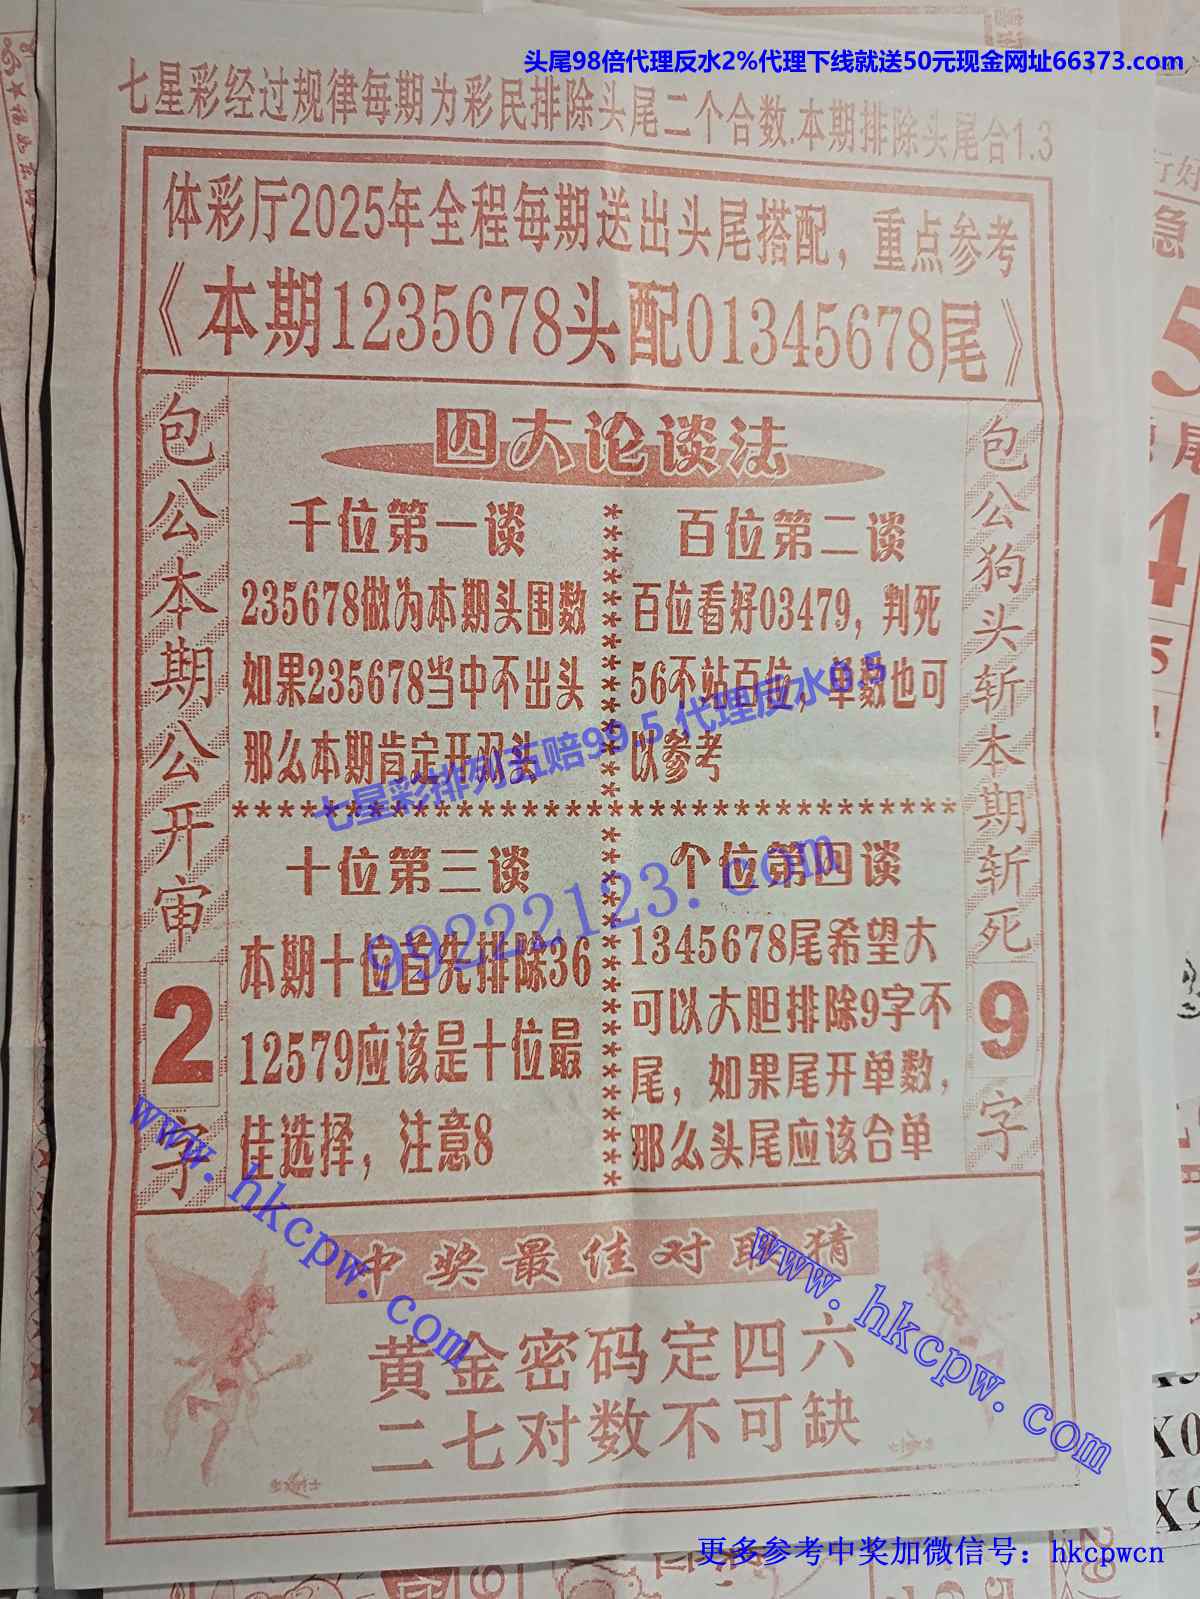 头尾98倍代理反水2%代理下线就送50元现金网址66373.com
七星彩经过规律每期为彩民排除头尾二个合数.本期排除头尾合1.3
体彩厅2025年全程每期送出头尾搭配，重点参考
《本期1235678头配01345678尾》
包公本期公开审
2
字
四大论谈法
千位第一谈
235678做为本期头围数
如果235678当中不出头
那么本期肯定开双头
百位第二谈
百位看好03479，判死
56不站百位，单数也可
以参考
十位第三谈
本期十位首先排除36
12579应该是十位最
佳选择，注意8
个位第四谈
1345678尾希望大
可以大胆排除9字不
尾，如果尾开单数，
那么头尾应该合单
包公狗头斩本期斩死
9
字
七星彩排列五赔99.5 代理反水0.5
99222123.com
www.hkcpw.com
www.hkcpw.com
中奖最佳对联猜
黄金密码定四六
二七对数不可缺
更多参考中奖加微信号：hkcpwcn